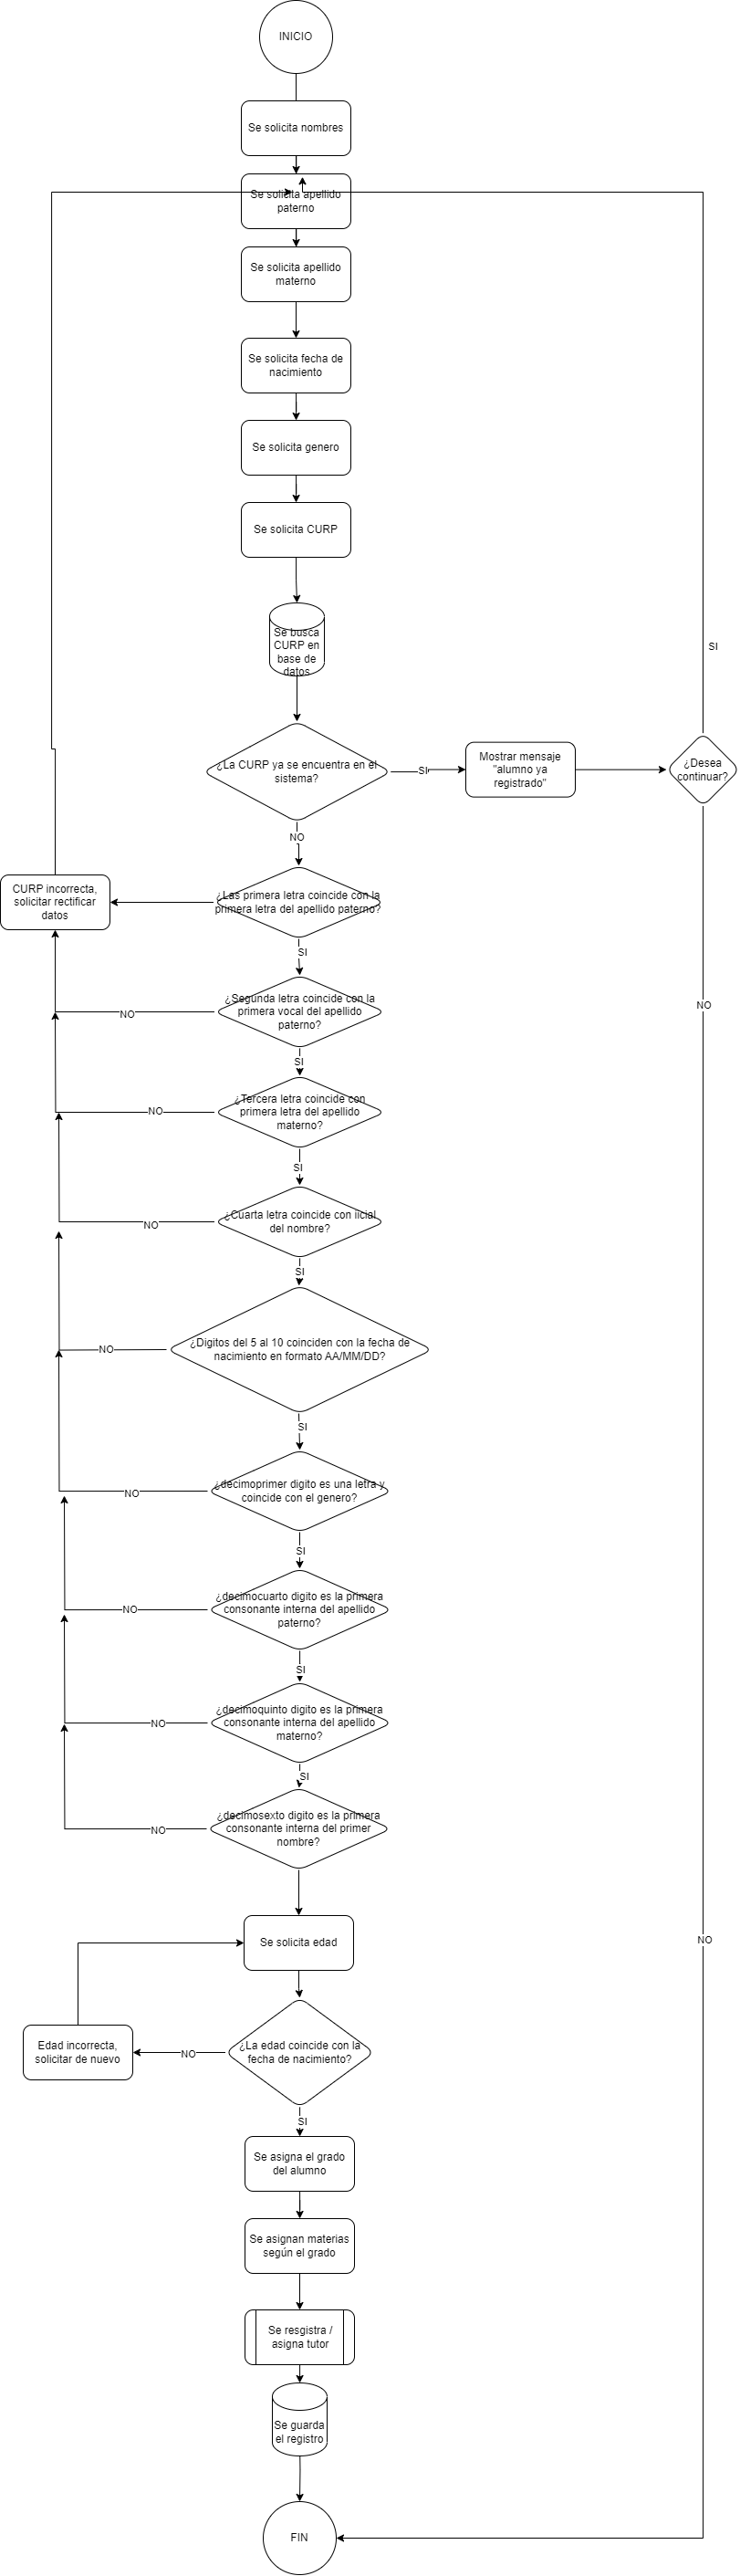 INICIO
Se solicita nombres
Se solicita apellido
paterno
Se solicita apellido
materno
Se solicita fecha de
nacimiento
Se solicita genero
Se solicita CURP
Se busca
CURP en
base de
datos
SI
¿La CURP ya se encuentra en el
sistema?
SI
Mostrar mensaje
"alumno ya
registrado"
¿Desea
continuar?
NO
CURP incorrecta,
solicitar rectificar
datos
¿Las primera letra coincide con la
primera letra del apellido paterno?
SI
NO
¿Segunda letra coincide con la
primera vocal del apellido
paterno?
NO
SI
¿Tercera letra coincide con
primera letra del apellido
materno?
NO
SI
¿Cuarta letra coincide con licial
del nombre?
NO
SI
¿Digitos del 5 al 10 coinciden con la fecha de
nacimiento en formato AA/MM/DD?
NO
SI
¿decimoprimer digito es una letra y
coincide con el genero?
NO
SI
¿decimocuarto digito es la primera
consonante interna del apellido
paterno?
NO
SI
¿decimoquinto digito es la primera
consonante interna del apellido
materno?
NO
SI
¿decimosexto digito es la primera
consonante interna del primer
nombre?
NO
Se solicita edad
NO
Edad incorrecta,
solicitar de nuevo
NO
¿La edad coincide con la
fecha de nacimiento?
SI
Se asigna el grado
del alumno
Se asignan materias
según el grado
Se resgistra /
asigna tutor
Se guarda
el registro
FIN